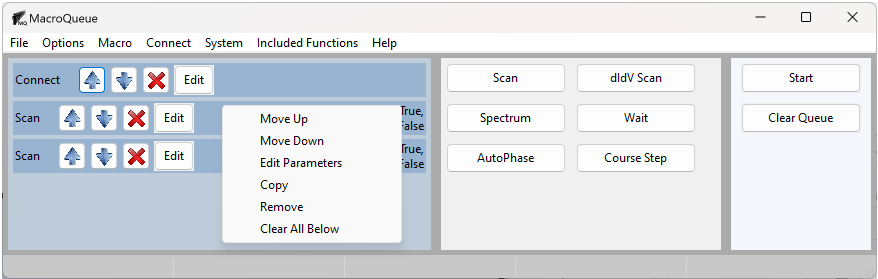 MQ
MacroQueue
File Options Macro Connect System Included Functions Help
Connect Edit
Scan Edit True,
False
Scan Edit True,
False
Move Up
Move Down
Edit Parameters
Copy
Remove
Clear All Below
Scan dIdV Scan
Spectrum Wait
AutoPhase Course Step
Start
Clear Queue